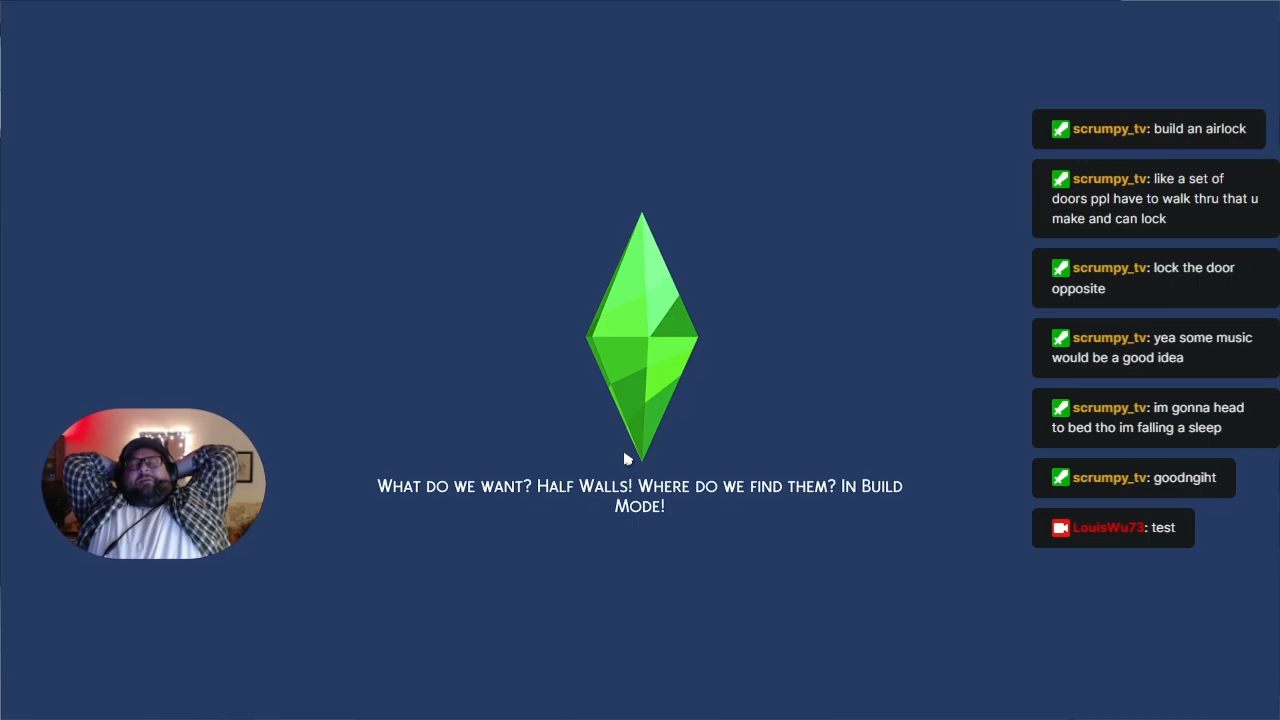 scrumpy_tv: build an airlock
scrumpy_tv: like a set of
doors ppl have to walk thru that u
make and can lock
scrumpy_tv: lock the door
opposite
scrumpy_tv: yea some music
would be a good idea
scrumpy_tv: im gonna head
to bed tho im falling a sleep
scrumpy_tv: goodngiht
LouisWu73: test
What do we want? Half Walls! Where do we find them? In Build
Mode!